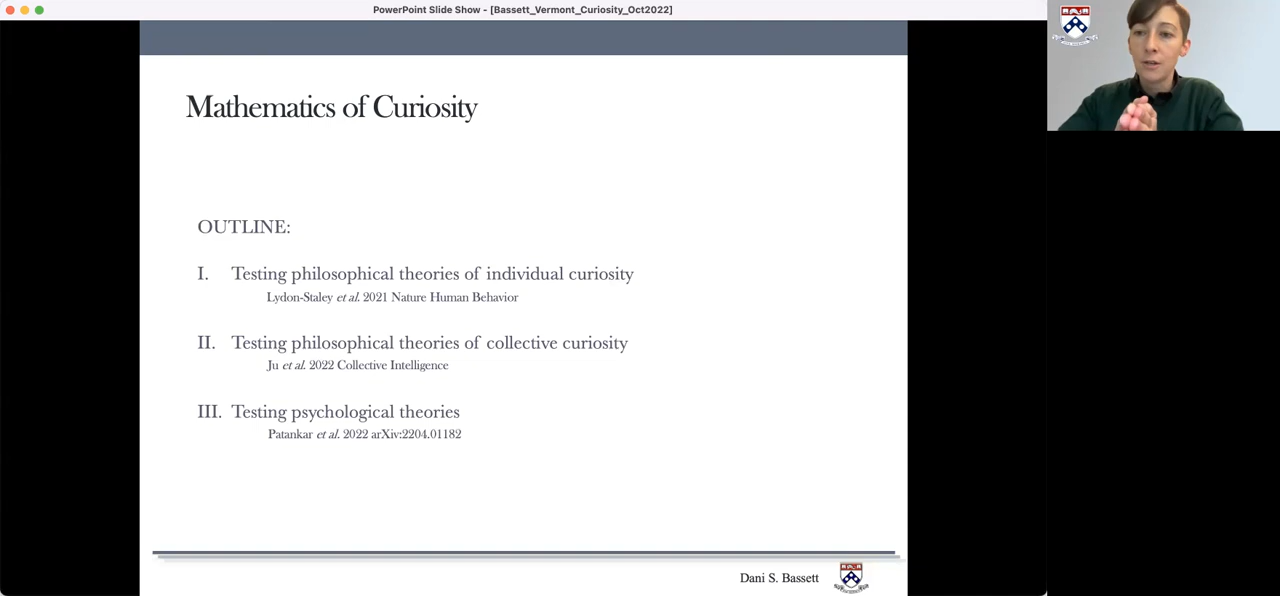 PowerPoint Slide Show - [Bassett_Vermont_Curiosity_Oct2022]
Mathematics of Curiosity
OUTLINE:
I. Testing philosophical theories of individual curiosity
Lydon-Staley et al. 2021 Nature Human Behavior
II. Testing philosophical theories of collective curiosity
Ju et al. 2022 Collective Intelligence
III. Testing psychological theories
Patankar et al. 2022 arXiv:2204.01182
Dani S. Bassett